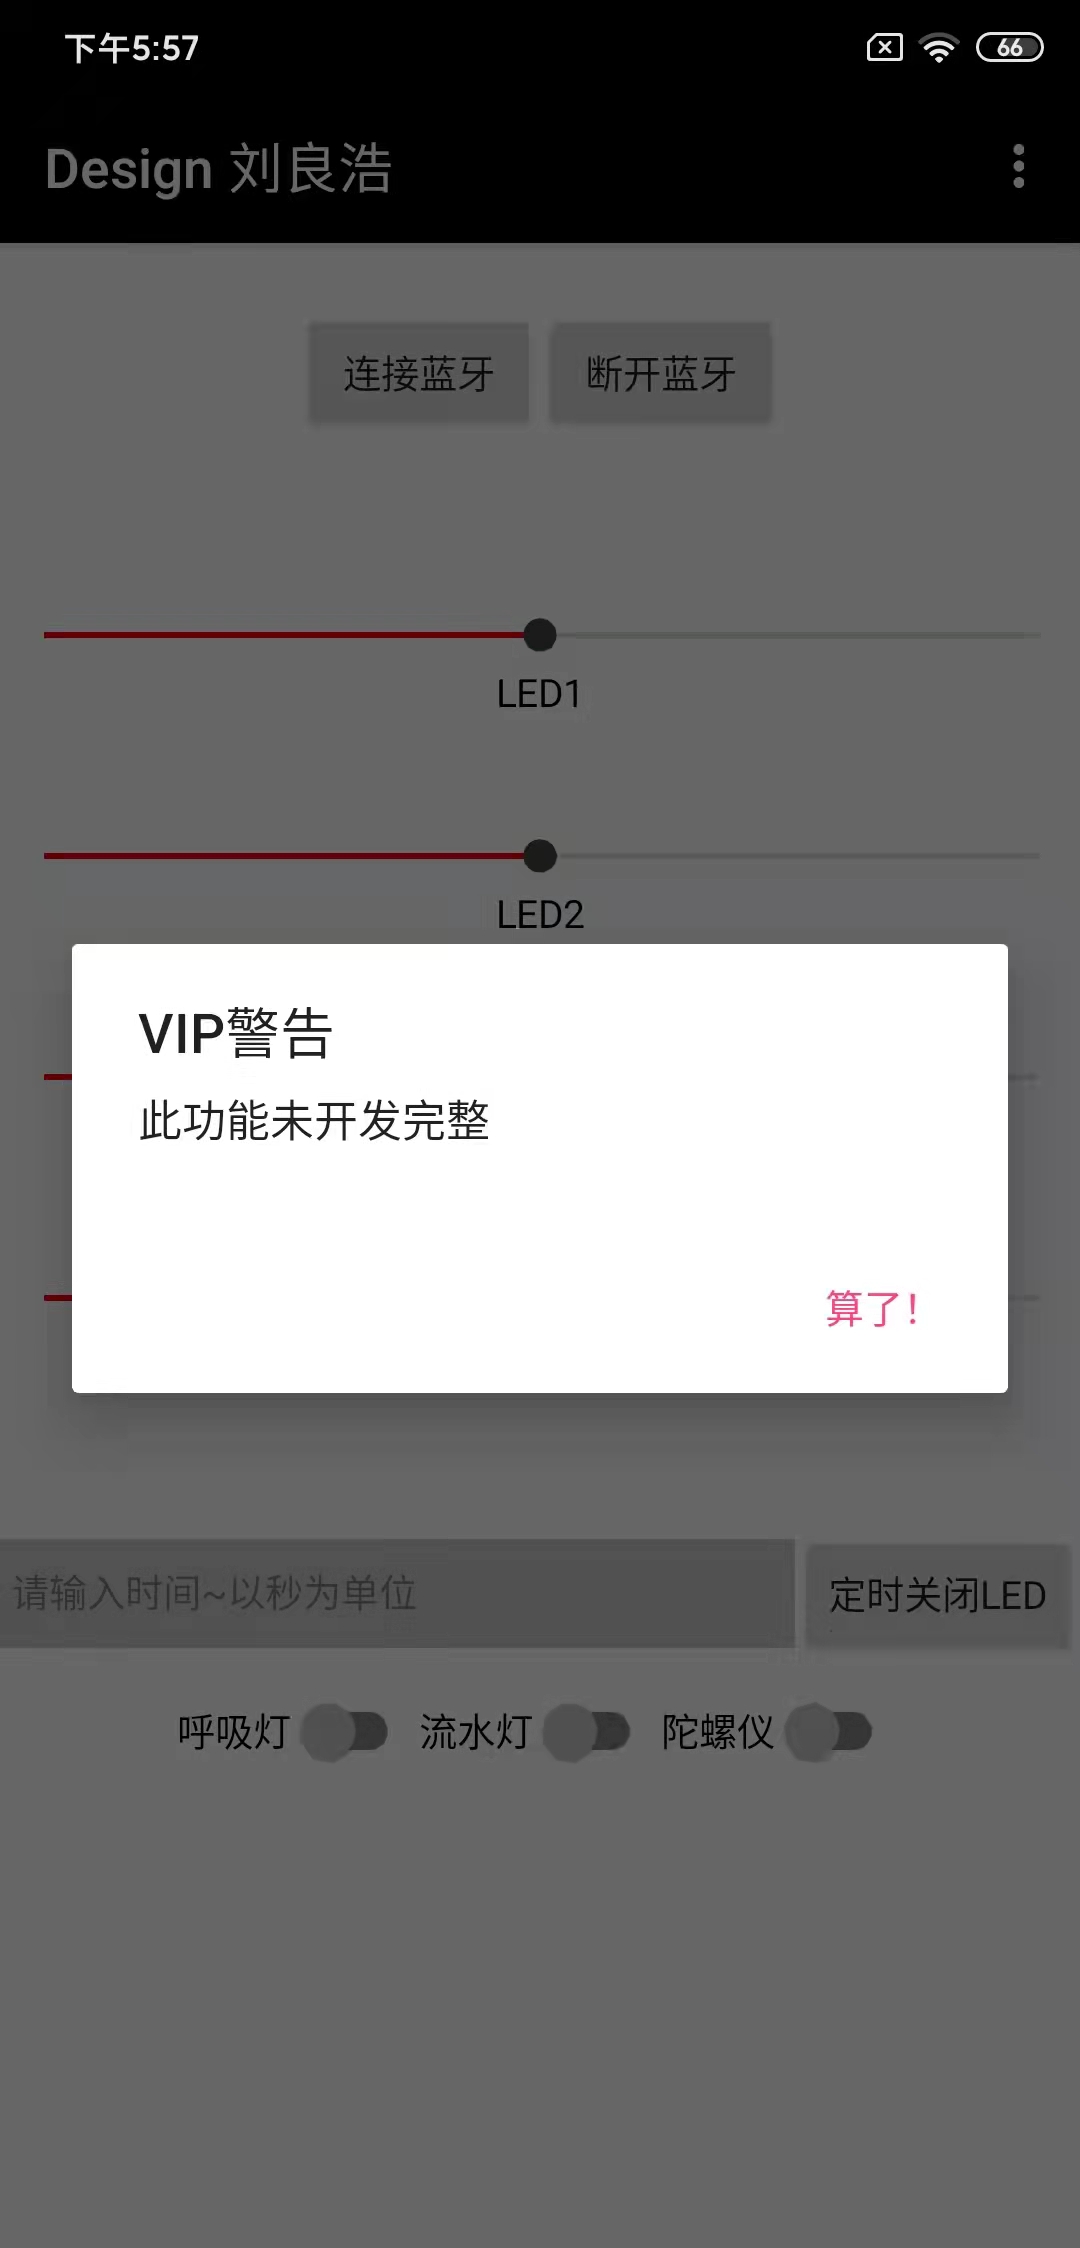 下午5:57
66
Design 刘良浩
连接蓝牙 断开蓝牙
LED1
LED2
VIP警告
此功能未开发完整
算了!
请输入时间~以秒为单位 定时关闭LED
呼吸灯 流水灯 陀螺仪